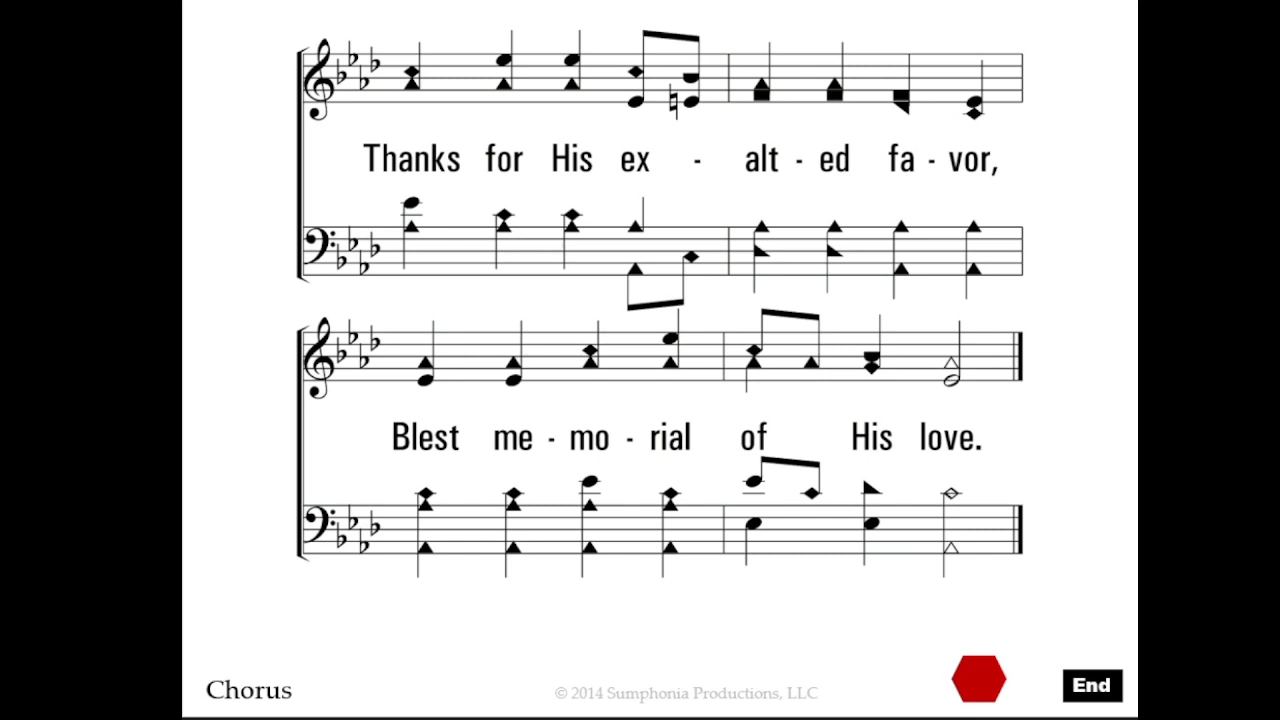 Thanks for His ex - alt - ed fa - vor,
Blest me - mo - rial of His love.
Chorus
© 2014 Sumphonia Productions, LLC
End